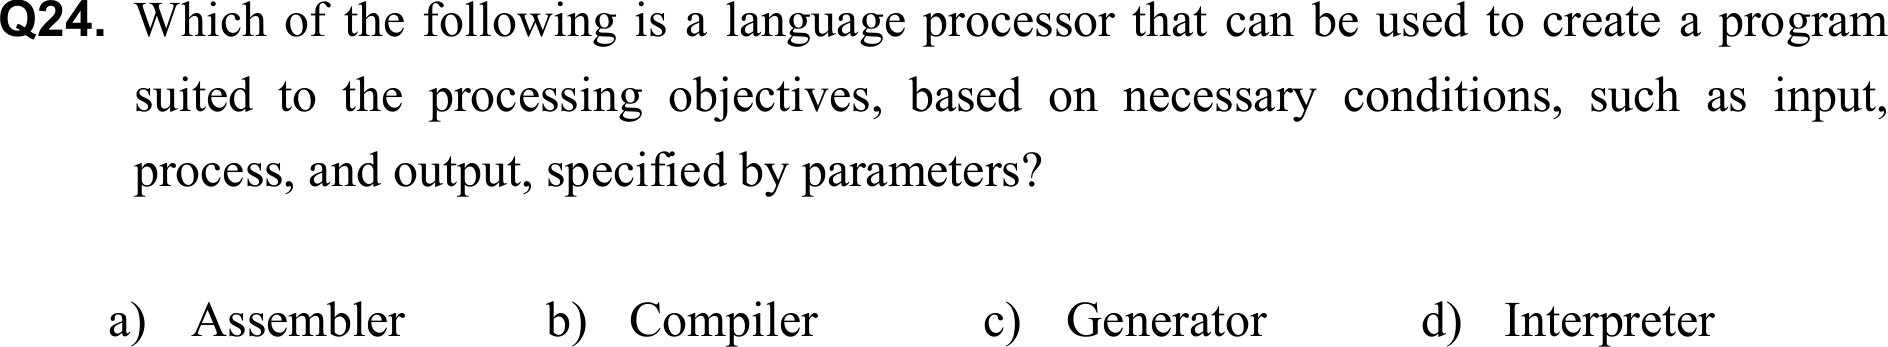 Q24. Which of the following is a language processor that can be used to create a program
suited to the processing objectives, based on necessary conditions, such as input,
process, and output, specified by parameters?
a) Assembler b) Compiler c) Generator d) Interpreter